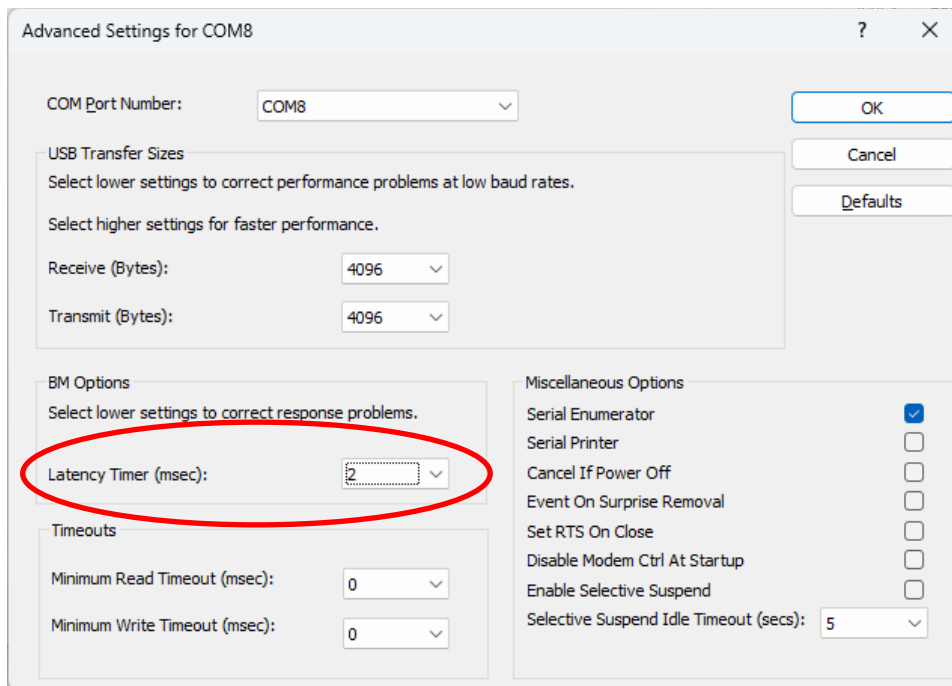 Advanced Settings for COM8
?
COM Port Number:
COM8
OK
Cancel
Defaults
USB Transfer Sizes
Select lower settings to correct performance problems at low baud rates.
Select higher settings for faster performance.
Receive (Bytes):
4096
Transmit (Bytes):
4096
BM Options
Select lower settings to correct response problems.
Latency Timer (msec):
2
Timeouts
Minimum Read Timeout (msec):
0
Minimum Write Timeout (msec):
0
Miscellaneous Options
Serial Enumerator
Serial Printer
Cancel If Power Off
Event On Surprise Removal
Set RTS On Close
Disable Modem Ctrl At Startup
Enable Selective Suspend
Selective Suspend Idle Timeout (secs):
5